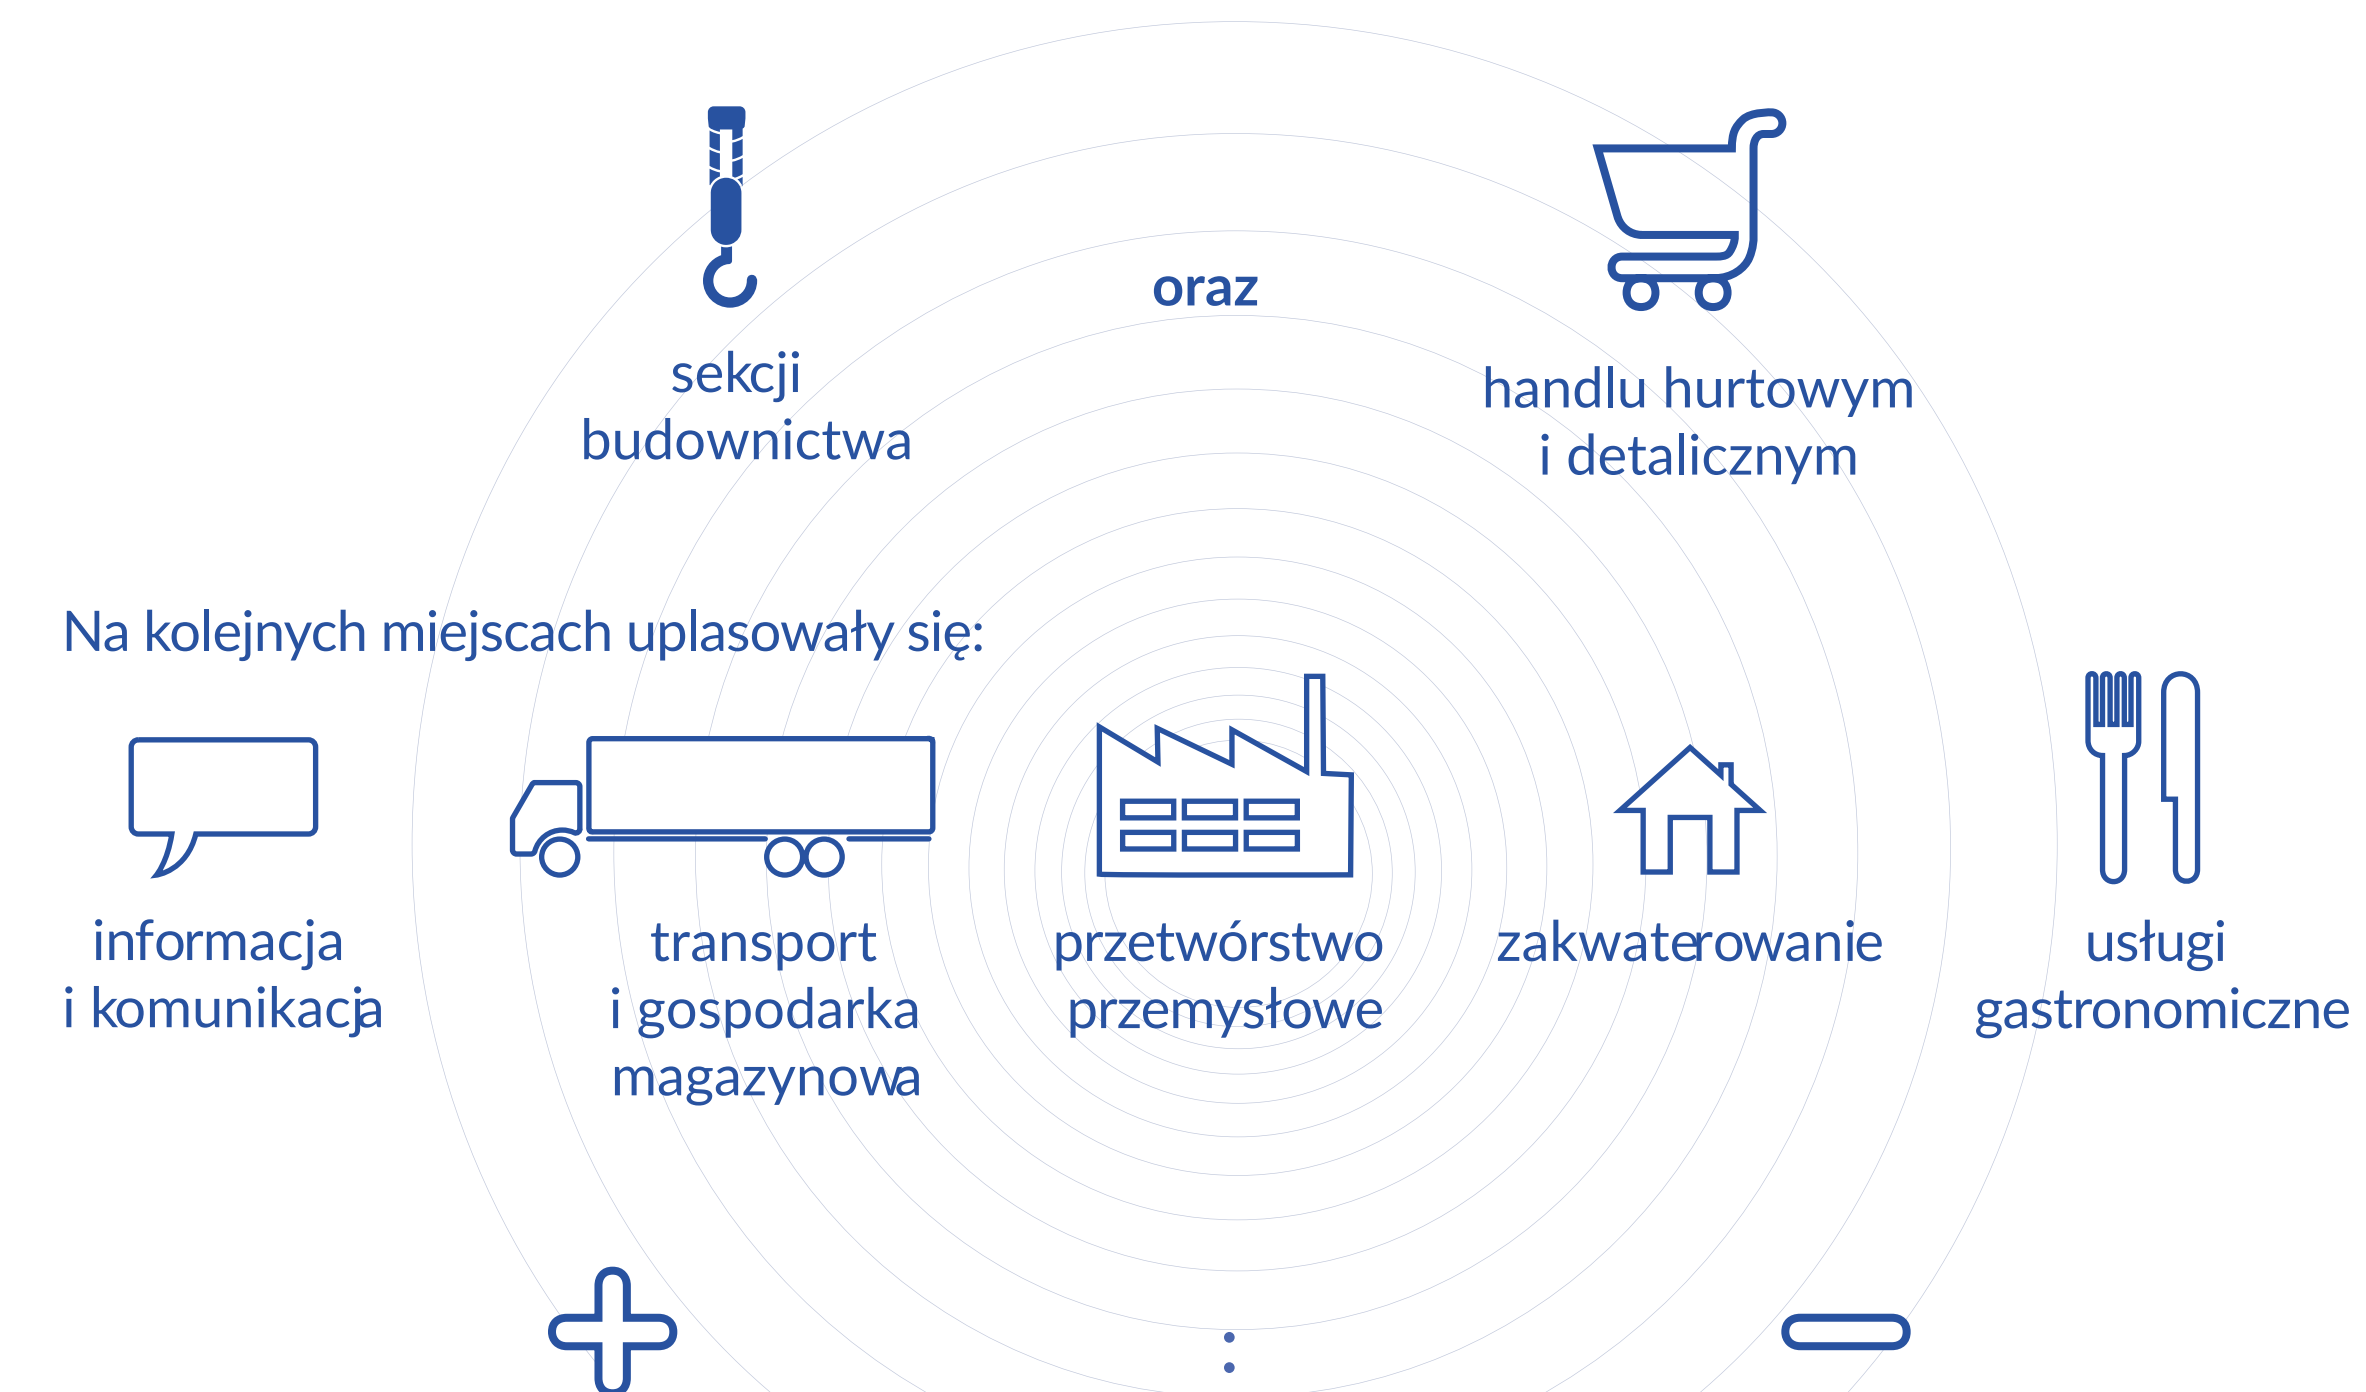 oraz
sekcji
budownictwa
handlu hurtowym
i detalicznym
Na kolejnych miejscach uplasowały się:
informacja
i komunikacja
transport
i gospodarka
magazynowa
przetwórstwo
przemysłowe
zakwaterowanie
usługi
gastronomiczne